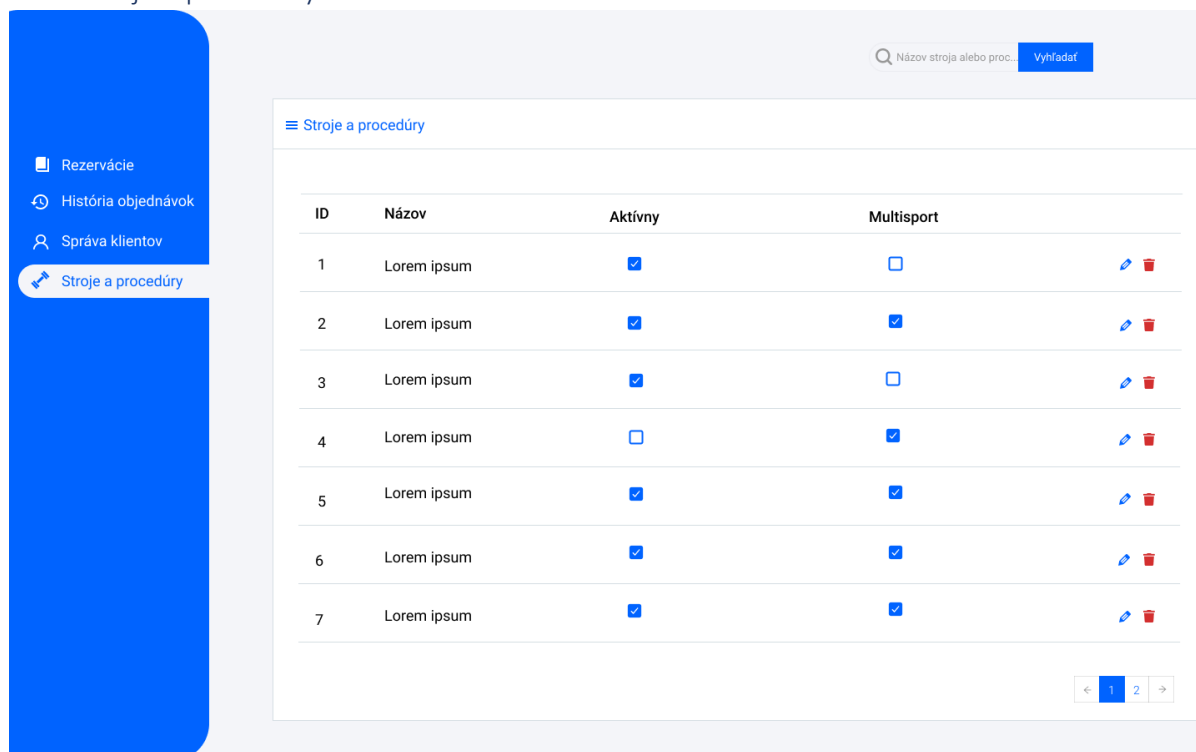 Názov stroja alebo proc...
Vyhľadať
Stroje a procedúry
Rezervácie
História objednávok
Správa klientov
Stroje a procedúry
ID Názov Aktívny Multisport
1 Lorem ipsum
2 Lorem ipsum
3 Lorem ipsum
4 Lorem ipsum
5 Lorem ipsum
6 Lorem ipsum
7 Lorem ipsum
1 2